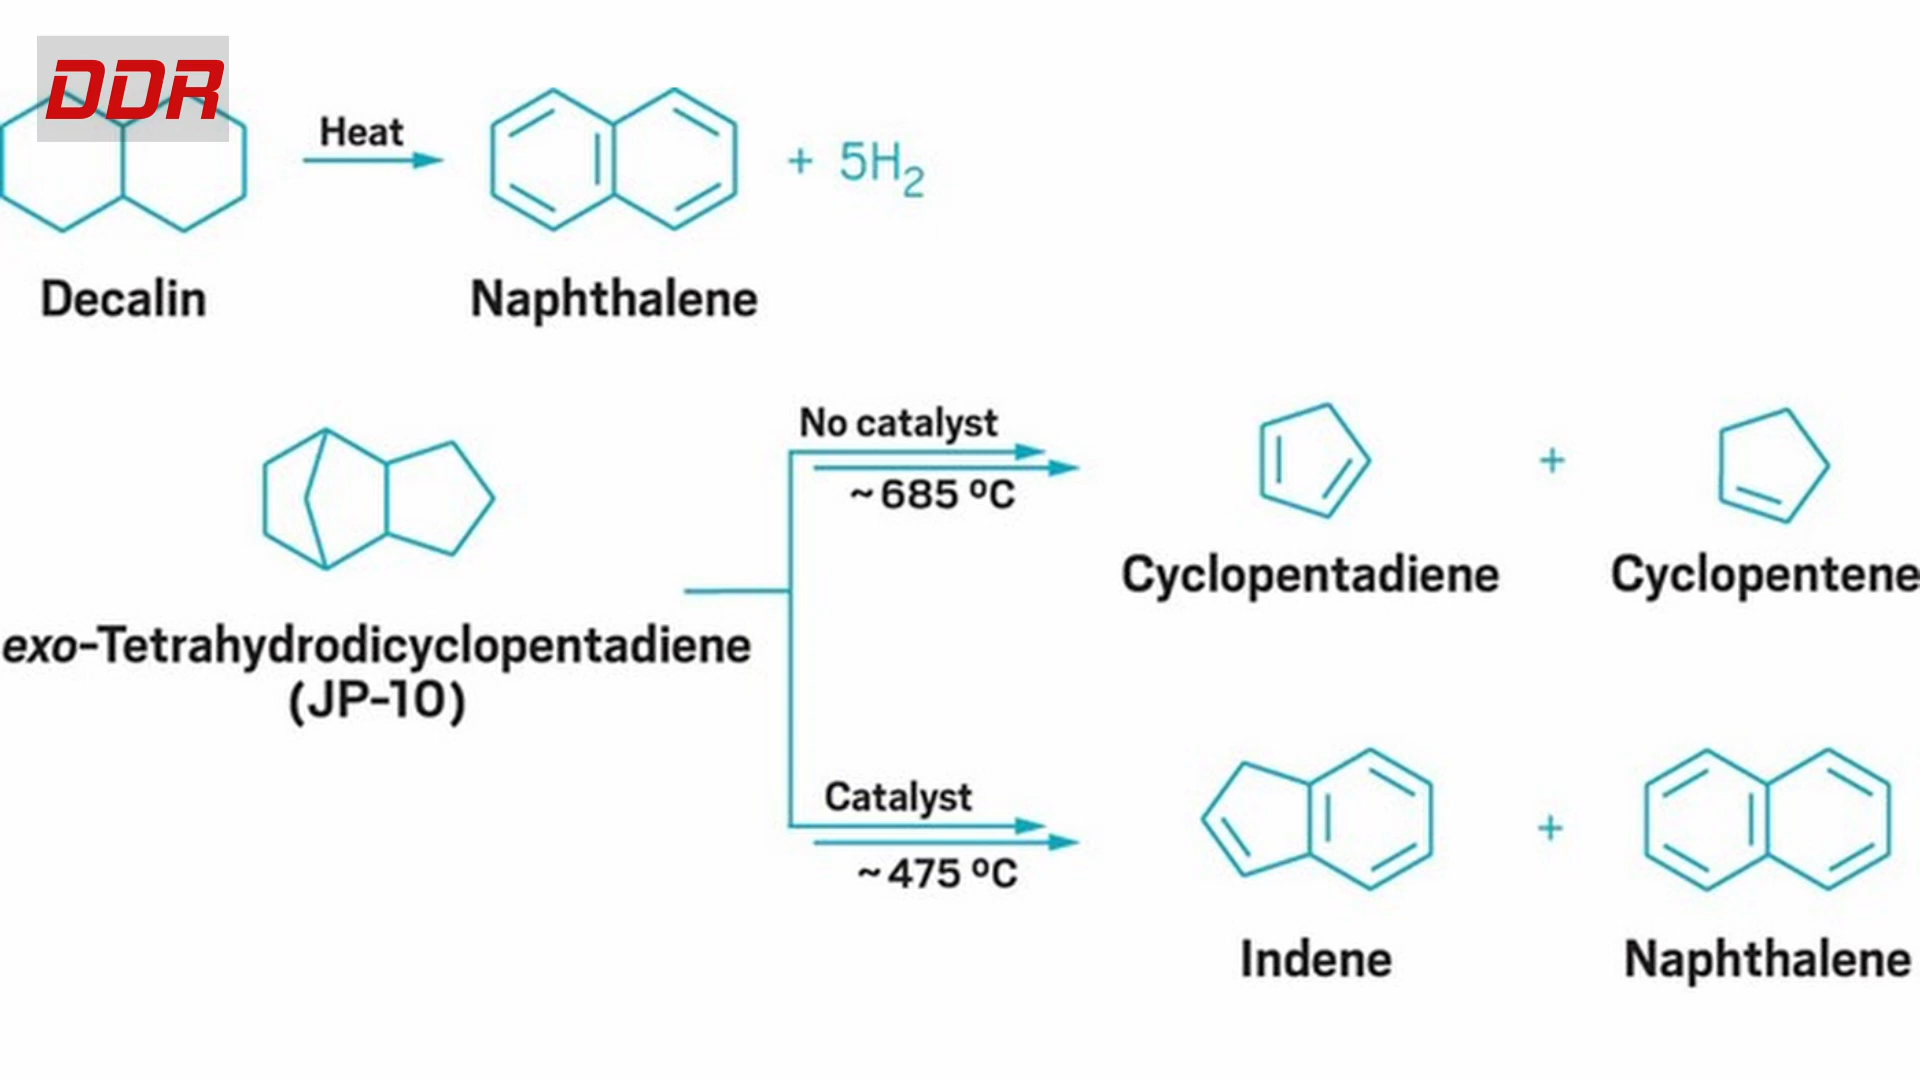 DDR
Heat
+ 5H₂
Decalin
Naphthalene
No catalyst
~685 ºC
+
Cyclopentadiene
Cyclopentene
exo-Tetrahydrodicyclopentadiene
(JP-10)
Catalyst
~475 ºC
+
Indene
Naphthalene